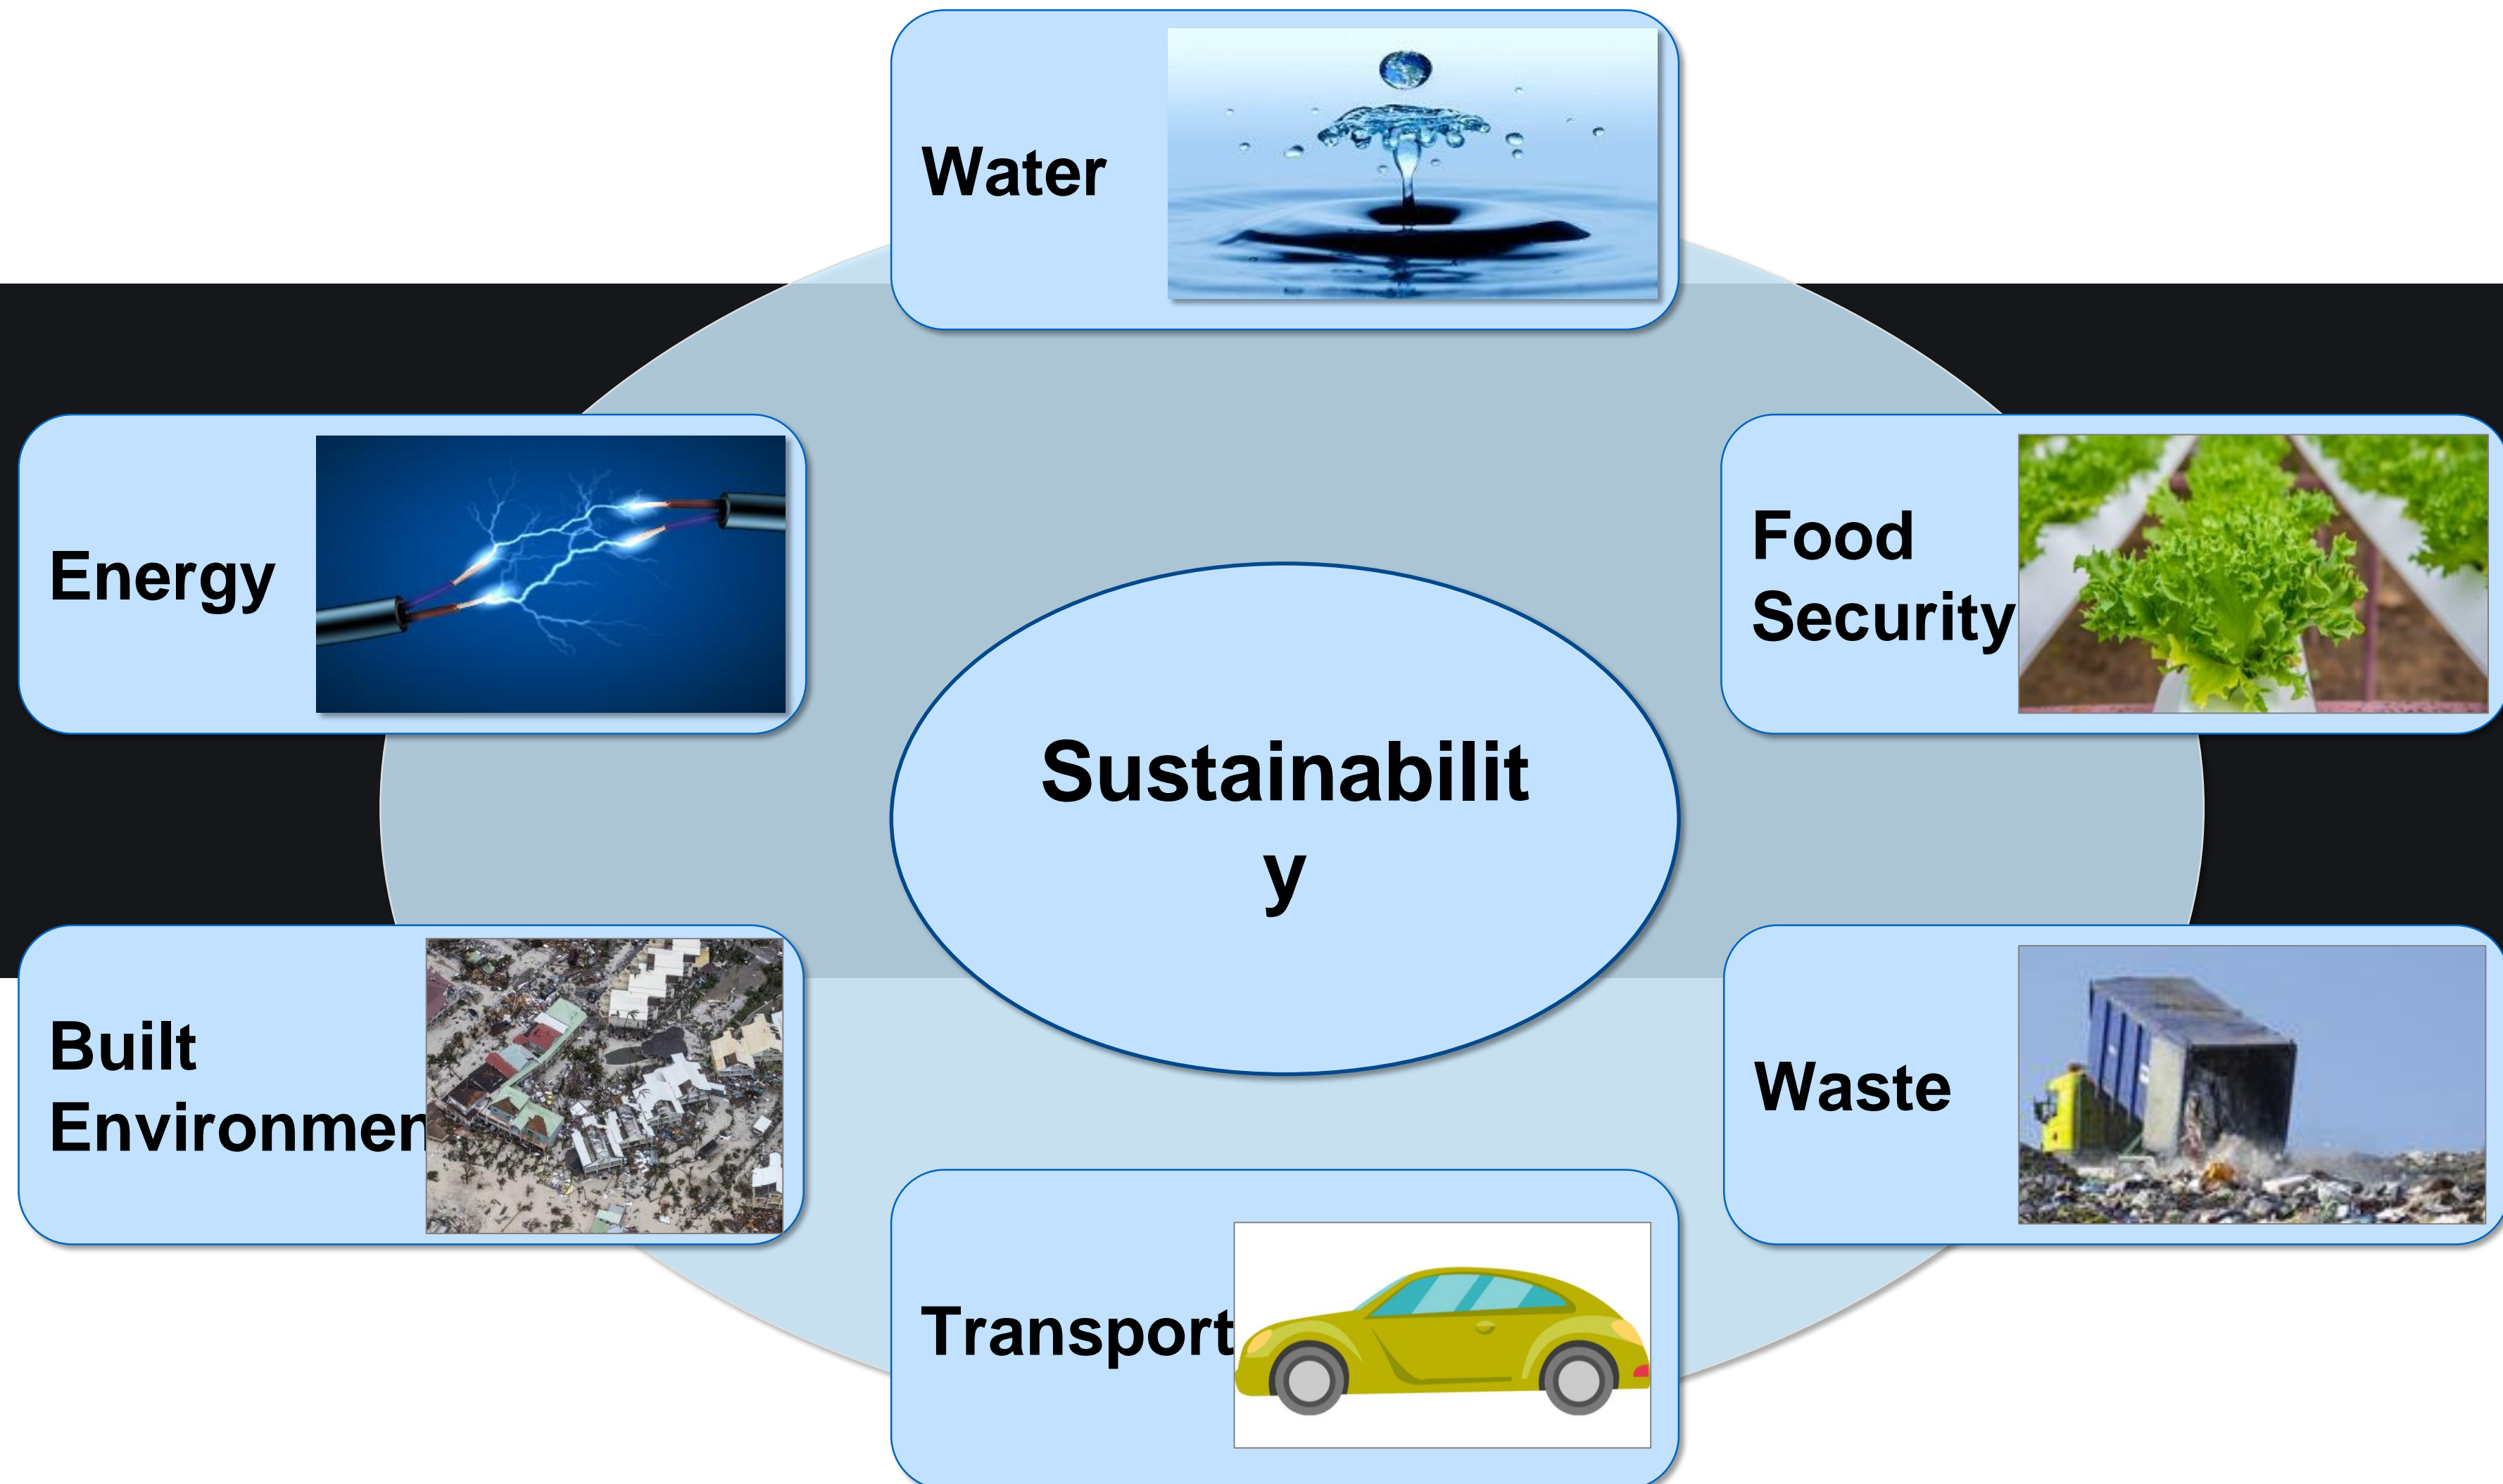 Water
Energy
Food
Security
Sustainabilit
y
Built
Environmen
Waste
Transport